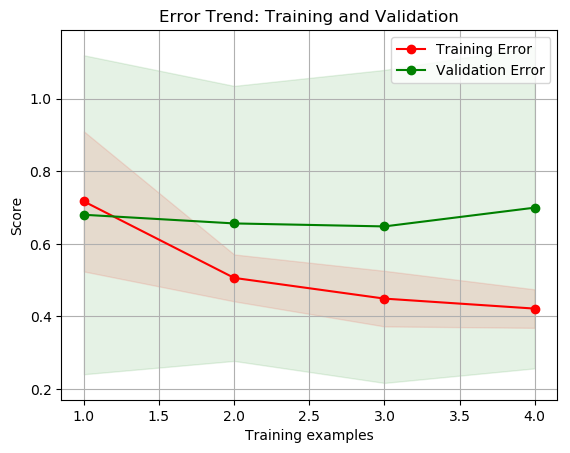 Error Trend: Training and Validation
Training Error
Validation Error
Score
1.0
0.8
0.6
0.4
0.2
1.0 1.5 2.0 2.5 3.0 3.5 4.0
Training examples